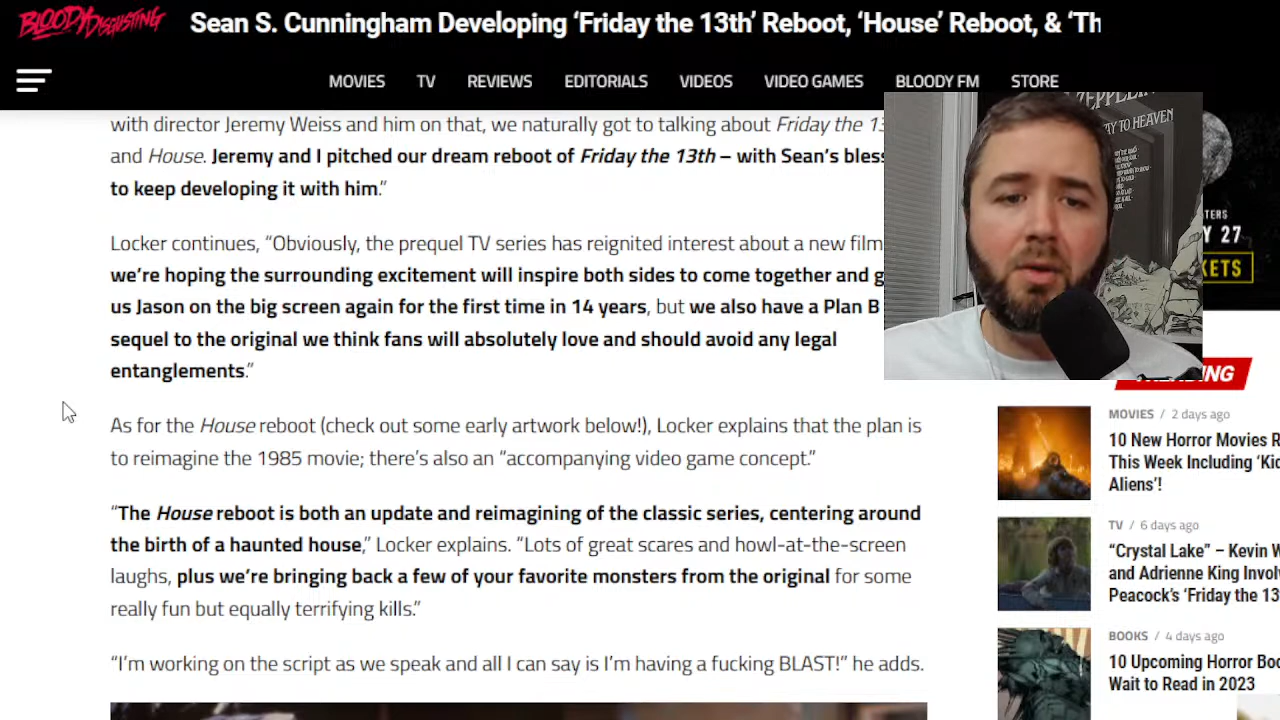 BLOODY DISGUSTING
Sean S. Cunningham Developing ‘Friday the 13th’ Reboot, ‘House’ Reboot, & ‘Th
MOVIES TV REVIEWS EDITORIALS VIDEOS VIDEO GAMES BLOODY FM STORE
with director Jeremy Weiss and him on that, we naturally got to talking about Friday the 13
and House. Jeremy and I pitched our dream reboot of Friday the 13th – with Sean’s bless
to keep developing it with him.”
Locker continues, “Obviously, the prequel TV series has reignited interest about a new film
we’re hoping the surrounding excitement will inspire both sides to come together and g
us Jason on the big screen again for the first time in 14 years, but we also have a Plan B
sequel to the original we think fans will absolutely love and should avoid any legal
entanglements.”
As for the House reboot (check out some early artwork below!), Locker explains that the plan is
to reimagine the 1985 movie; there’s also an “accompanying video game concept.”
“The House reboot is both an update and reimagining of the classic series, centering around
the birth of a haunted house,” Locker explains. “Lots of great scares and howl-at-the-screen
laughs, plus we’re bringing back a few of your favorite monsters from the original for some
really fun but equally terrifying kills.”
“I’m working on the script as we speak and all I can say is I’m having a fucking BLAST!” he adds.
ZEPPELIN
Y TO HEAVEN
TERS
Y 27
KETS
NG
MOVIES / 2 days ago
10 New Horror Movies R
This Week Including ‘Kid
Aliens’!
TV / 6 days ago
“Crystal Lake” – Kevin W
and Adrienne King Involv
Peacock’s ‘Friday the 13
BOOKS / 4 days ago
10 Upcoming Horror Boo
Wait to Read in 2023